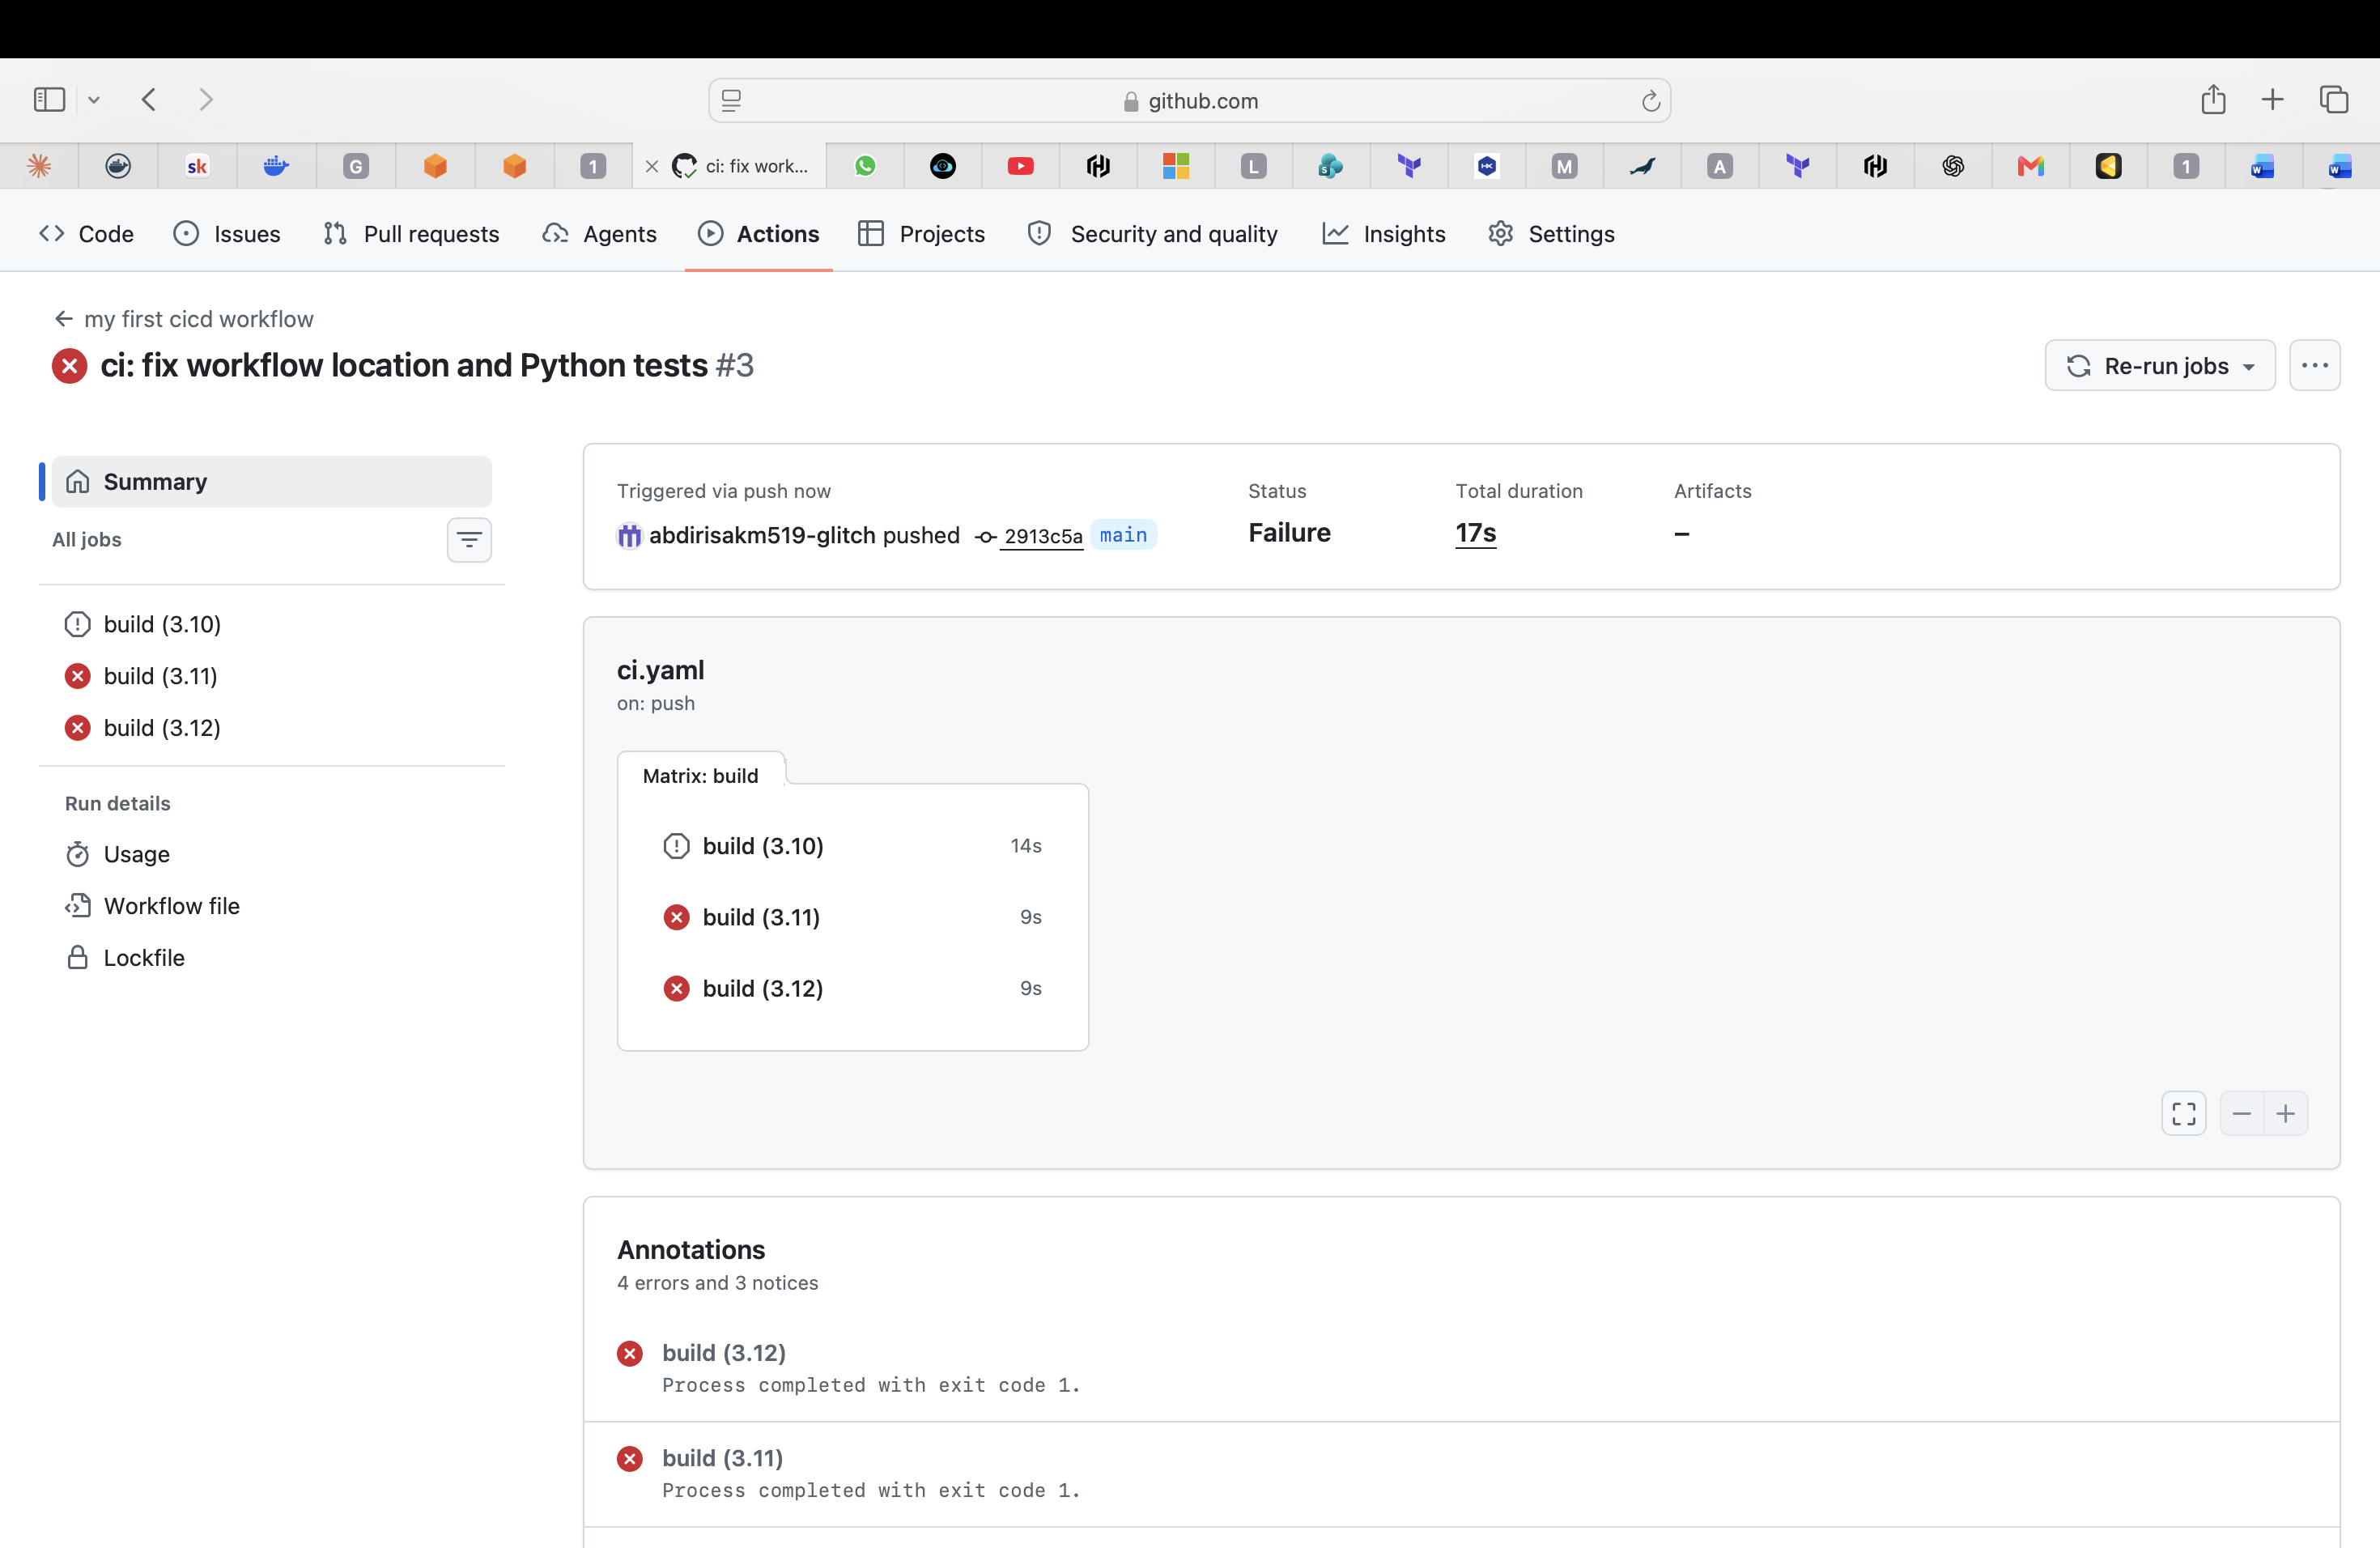 github.com
sk
G
1
ci: fix work...
L
S
M
A
1
W
W
Code
Issues
Pull requests
Agents
Actions
Projects
Security and quality
Insights
Settings
my first cicd workflow
ci: fix workflow location and Python tests #3
Re-run jobs
Summary
All jobs
build (3.10)
build (3.11)
build (3.12)
Run details
Usage
Workflow file
Lockfile
Triggered via push now
abdirisakm519-glitch pushed 2913c5a main
Status
Failure
Total duration
17s
Artifacts
–
ci.yaml
on: push
Matrix: build
build (3.10) 14s
build (3.11) 9s
build (3.12) 9s
Annotations
4 errors and 3 notices
build (3.12)
Process completed with exit code 1.
build (3.11)
Process completed with exit code 1.